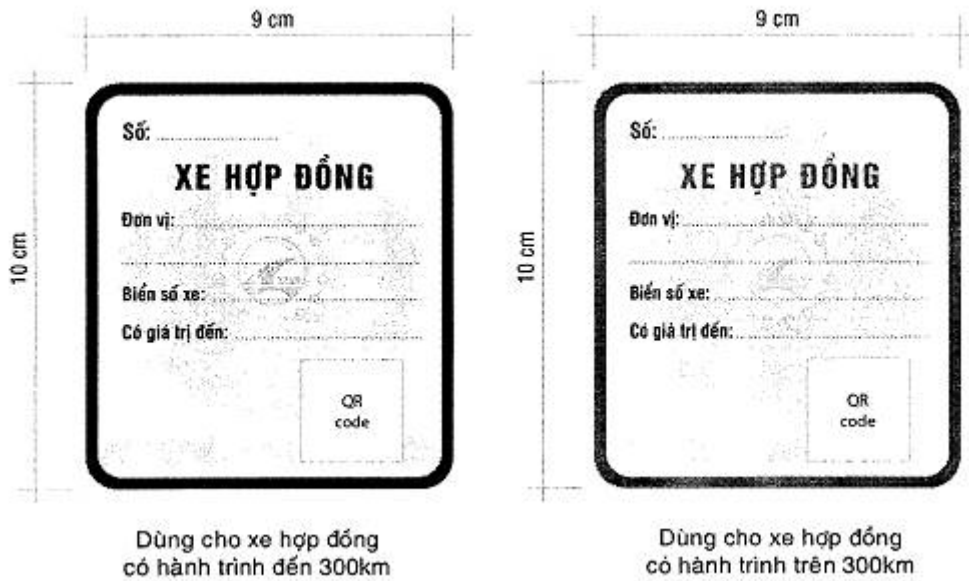 9 cm
10 cm
Số:
XE HỢP ĐỒNG
Đơn vị:
Biển số xe:
Có giá trị đến:
QR
code
Dùng cho xe hợp đồng
có hành trình đến 300km
9 cm
10 cm
Số:
XE HỢP ĐỒNG
Đơn vị:
Biển số xe:
Có giá trị đến:
QR
code
Dùng cho xe hợp đồng
có hành trình trên 300km